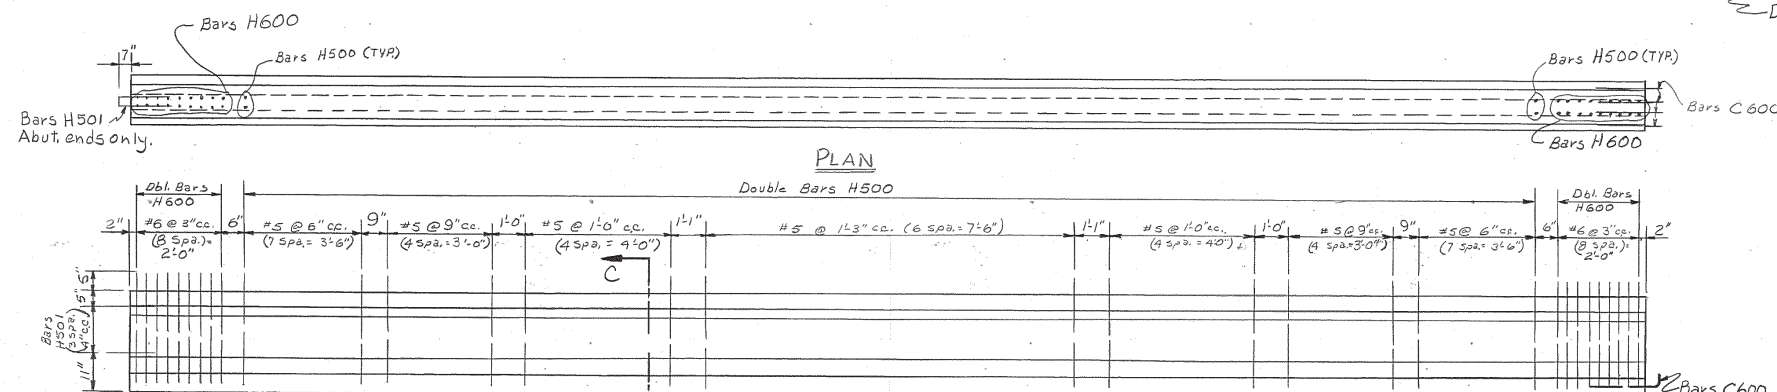 Bars H600
7"
Bars H500 (TYP.)
Bars H500 (TYP.)
Bars H501
Abut. ends only.
Bars C600
Bars H600
PLAN
Dbl. Bars
H600
Double Bars H500
Dbl. Bars
H600
2"
#6 @ 3" c.c.
(8 Spa.)=
2'-0"
6"
#5 @ 6" c.c.
(7 Spa.= 3'-6")
9"
#5 @ 9" c.c.
(4 Spa.= 3'-0")
1'-0"
#5 @ 1'-0" c.c.
(4 Spa. = 4'-0")
1'-1"
#5 @ 1'-3" c.c. (6 spa.= 7'-6")
1'-1"
#5 @ 1'-0" c.c.
(4 spa.= 4'-0")
1'-0"
#5 @ 9" c.c.
(4 spa.= 3'-0")
9"
#5 @ 6" c.c.
(7 spa.= 3'-6")
6"
#6 @ 3" c.c.
(8 spa.)=
2'-0"
2"
C
5"
5"
Bars
H501
(3 spa.)
4" c.c.
11"
Bars C600